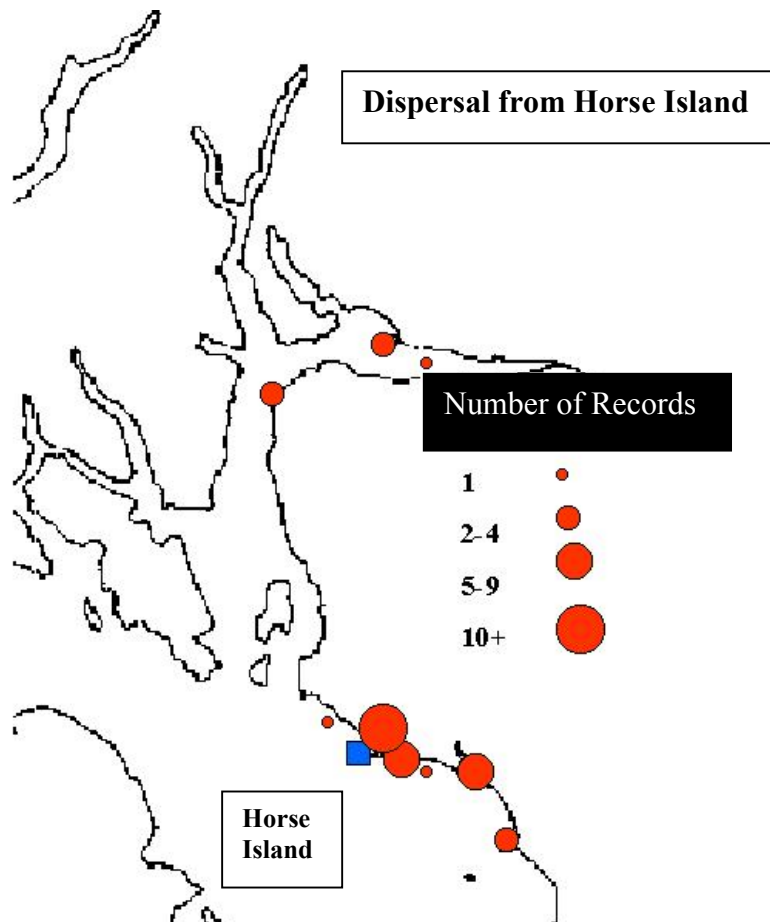 Dispersal from Horse Island
Number of Records
1
2-4
5-9
10+
Horse
Island